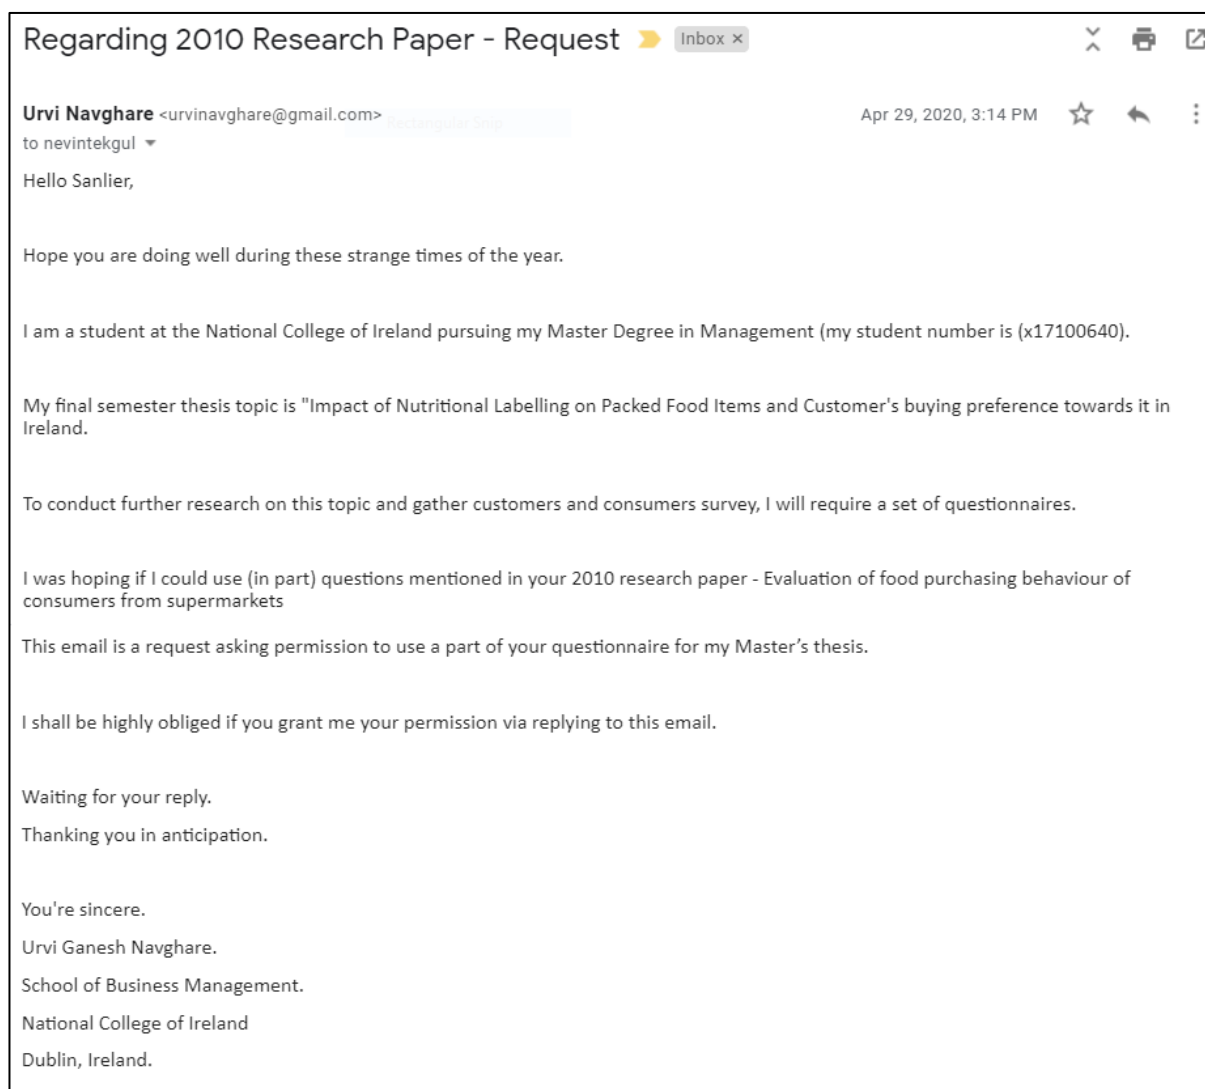 Regarding 2010 Research Paper - Request Inbox ×
Urvi Navghare <urvinavghare@gmail.com> Apr 29, 2020, 3:14 PM
Rectangular Snip
to nevintekgul
Hello Sanlier,
Hope you are doing well during these strange times of the year.
I am a student at the National College of Ireland pursuing my Master Degree in Management (my student number is (x17100640).
My final semester thesis topic is "Impact of Nutritional Labelling on Packed Food Items and Customer's buying preference towards it in
Ireland.
To conduct further research on this topic and gather customers and consumers survey, I will require a set of questionnaires.
I was hoping if I could use (in part) questions mentioned in your 2010 research paper - Evaluation of food purchasing behaviour of
consumers from supermarkets
This email is a request asking permission to use a part of your questionnaire for my Master’s thesis.
I shall be highly obliged if you grant me your permission via replying to this email.
Waiting for your reply.
Thanking you in anticipation.
You're sincere.
Urvi Ganesh Navghare.
School of Business Management.
National College of Ireland
Dublin, Ireland.